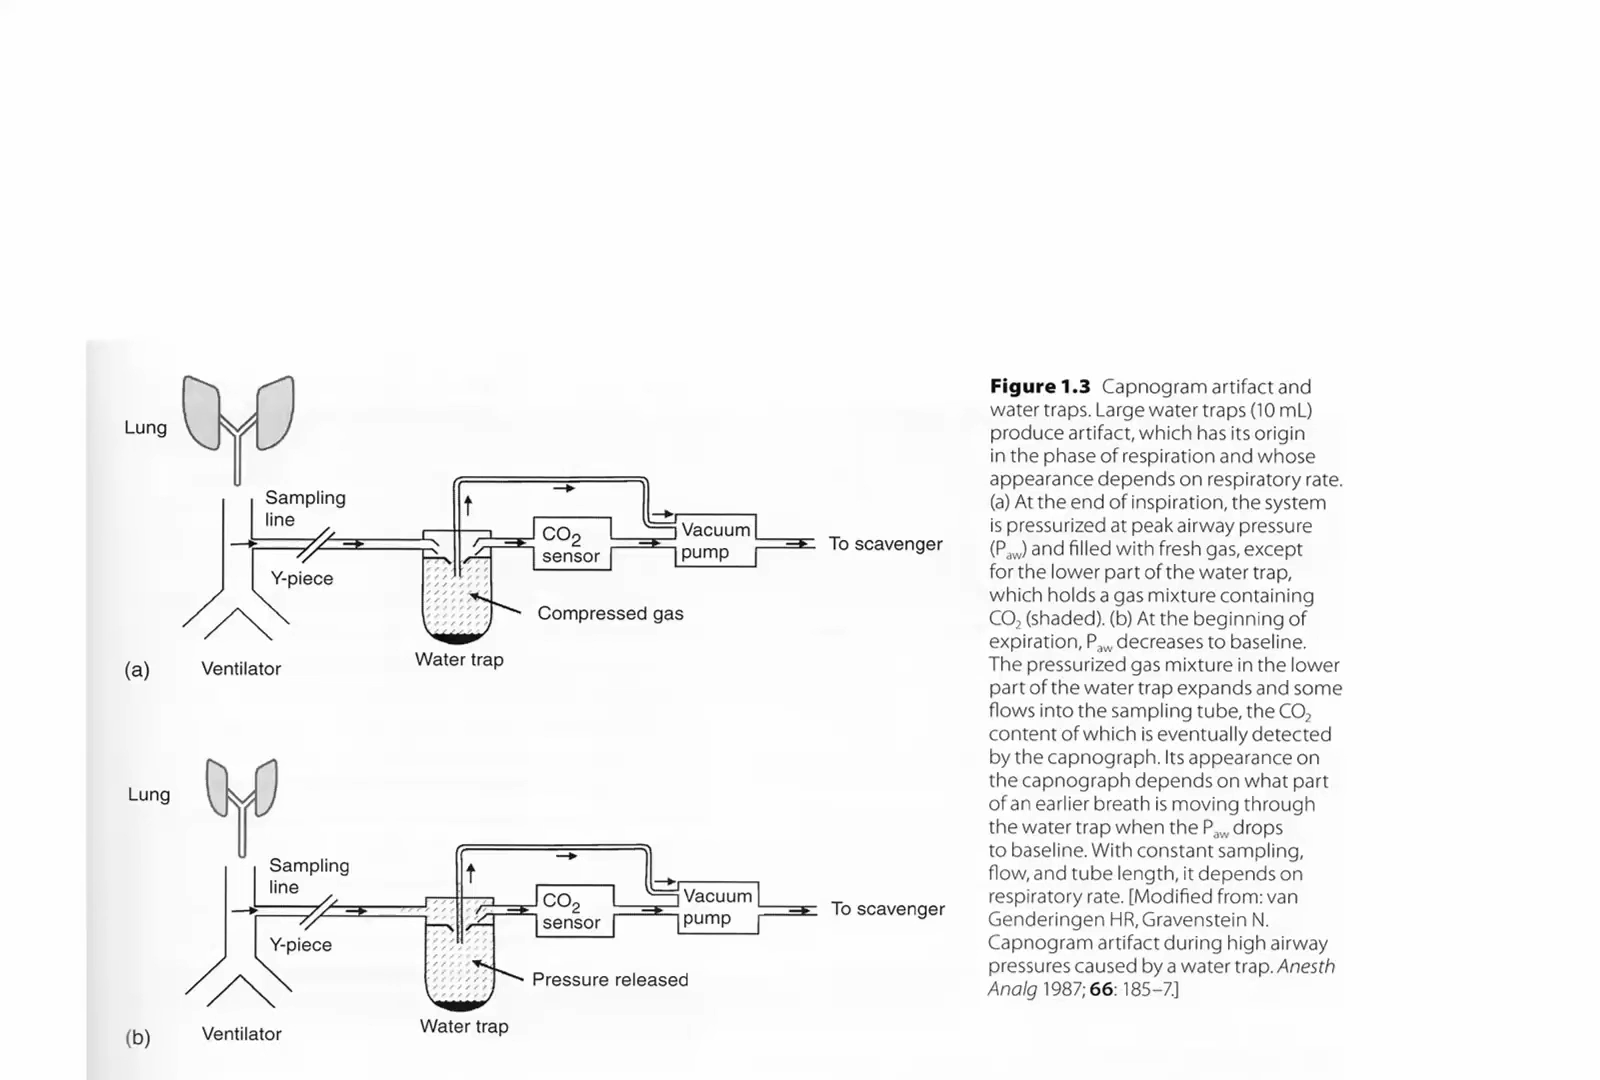 Lung
Sampling
line
CO₂
sensor
Vacuum
pump
To scavenger
Y-piece
Compressed gas
Water trap
(a)
Ventilator
Lung
Sampling
line
CO₂
sensor
Vacuum
pump
To scavenger
Y-piece
Pressure released
Water trap
(b)
Ventilator
Figure 1.3 Capnogram artifact and
water traps. Large water traps (10 mL)
produce artifact, which has its origin
in the phase of respiration and whose
appearance depends on respiratory rate.
(a) At the end of inspiration, the system
is pressurized at peak airway pressure
(Paw) and filled with fresh gas, except
for the lower part of the water trap,
which holds a gas mixture containing
CO₂ (shaded). (b) At the beginning of
expiration, Paw decreases to baseline.
The pressurized gas mixture in the lower
part of the water trap expands and some
flows into the sampling tube, the CO₂
content of which is eventually detected
by the capnograph. Its appearance on
the capnograph depends on what part
of an earlier breath is moving through
the water trap when the Paw drops
to baseline. With constant sampling,
flow, and tube length, it depends on
respiratory rate. [Modified from: van
Genderingen HR, Gravenstein N.
Capnogram artifact during high airway
pressures caused by a water trap. Anesth
Analg 1987; 66: 185–7.]